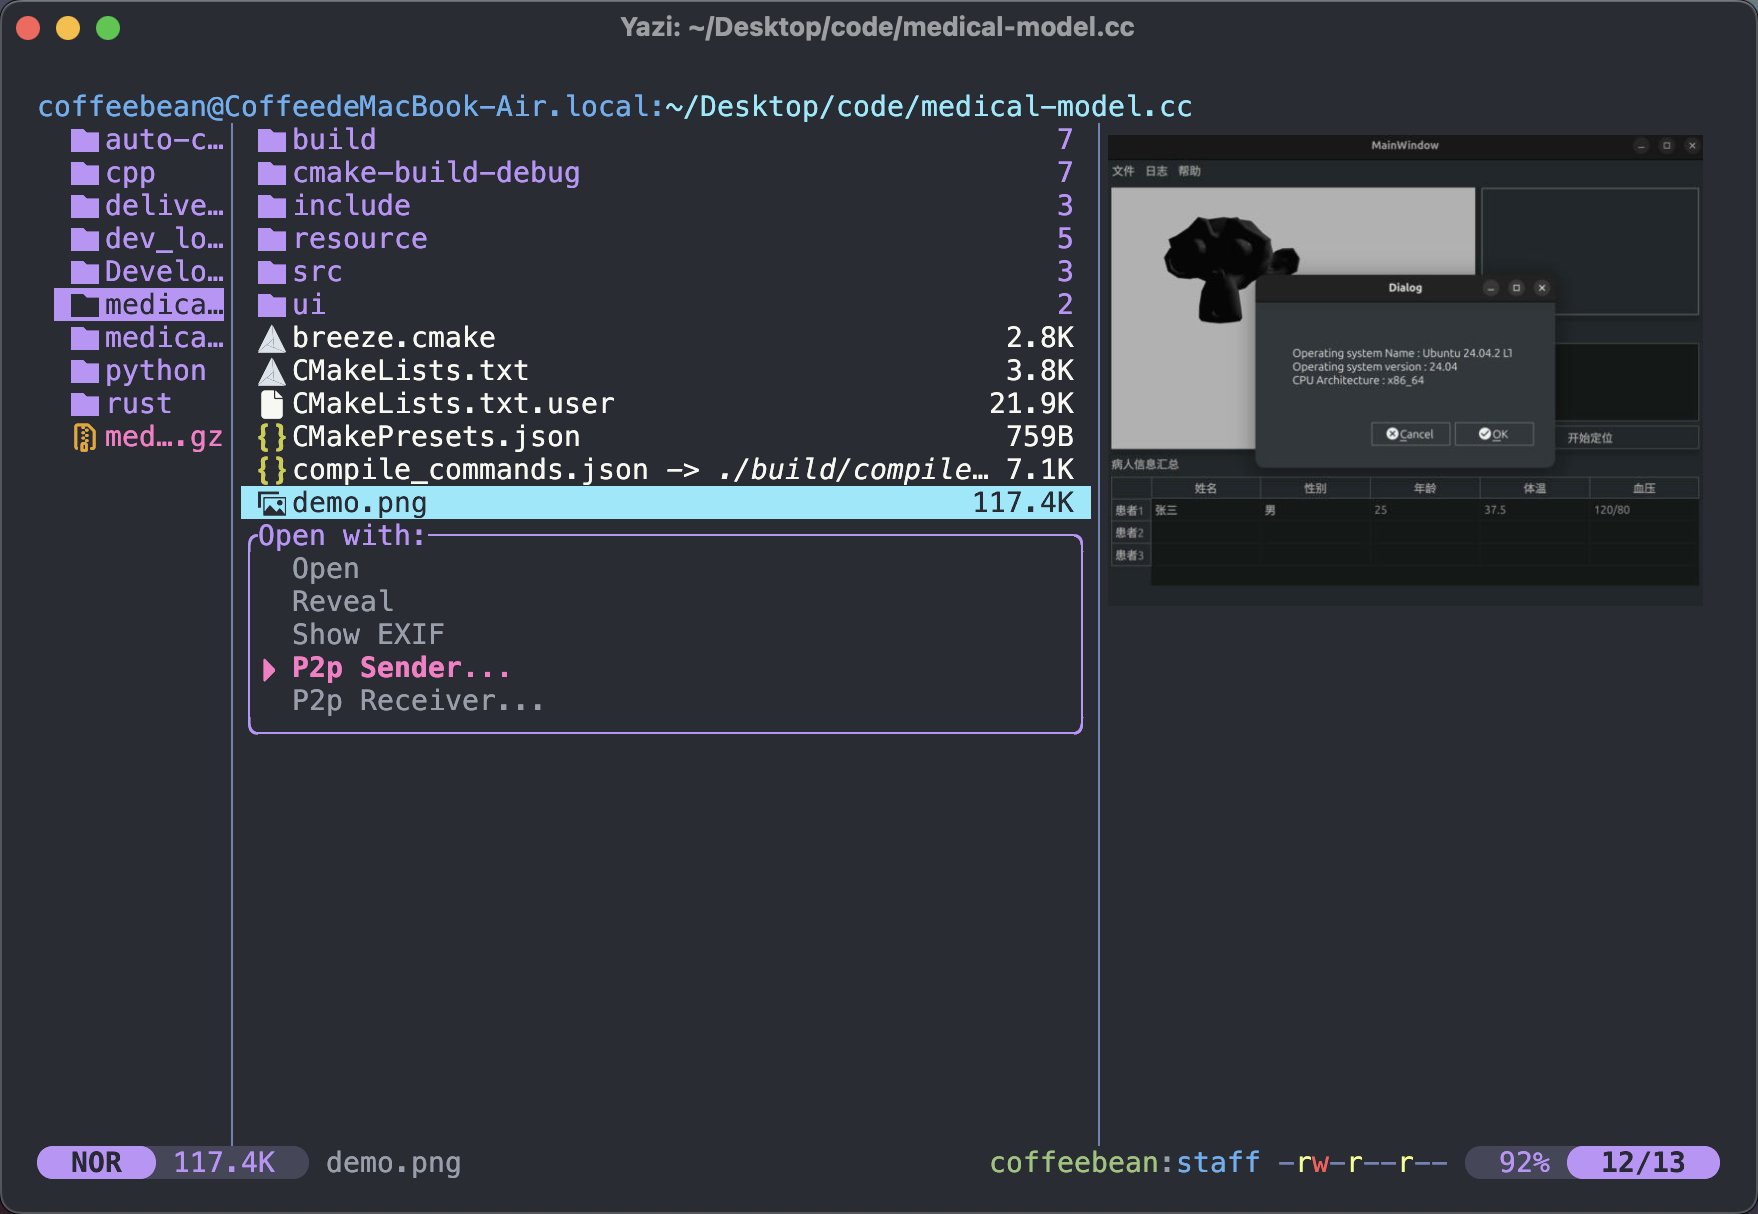 Yazi: ~/Desktop/code/medical-model.cc
coffeebean@CoffeedeMacBook-Air.local:~/Desktop/code/medical-model.cc
auto-c…
cpp
delive…
dev_lo…
Develo…
medica…
medica…
python
rust
med….gz
build 7
cmake-build-debug 7
include 3
resource 5
src 3
ui 2
breeze.cmake 2.8K
CMakeLists.txt 3.8K
CMakeLists.txt.user 21.9K
CMakePresets.json 759B
compile_commands.json -> ./build/compile… 7.1K
demo.png 117.4K
Open with:
Open
Reveal
Show EXIF
P2p Sender...
P2p Receiver...
MainWindow
文件 日志 帮助
Dialog
Operating system Name : Ubuntu 24.04.2 LT
Operating system version : 24.04
CPU Architecture : x86_64
Cancel OK
开始定位
病人信息汇总
姓名 性别 年龄 体温 血压
患者1 张三 男 25 37.5 120/80
患者2
患者3
NOR 117.4K demo.png
coffeebean:staff -rw-r--r-- 92% 12/13